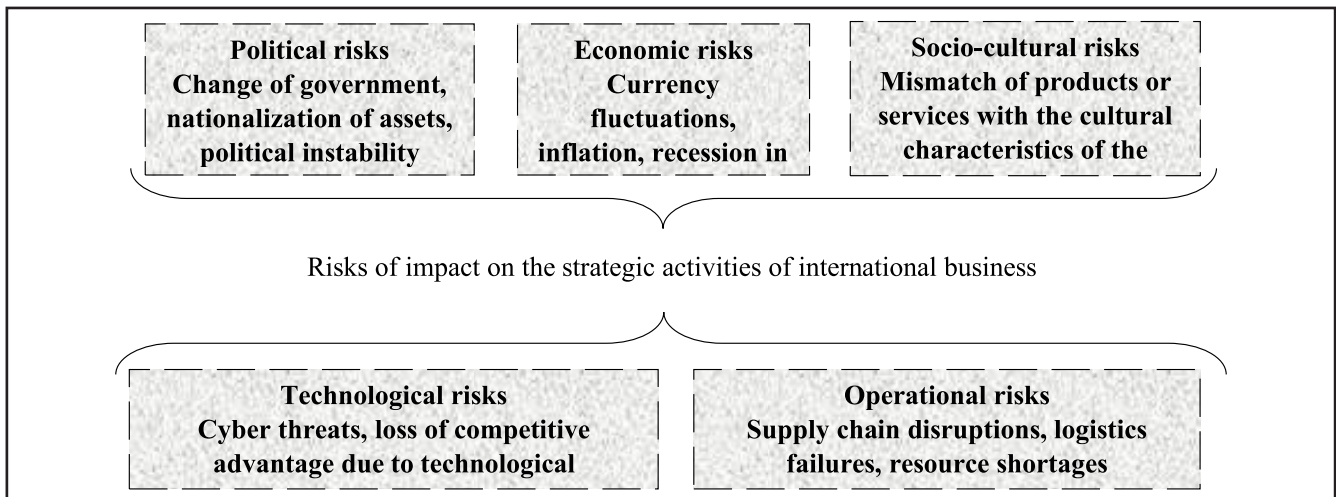 Political risks
Change of government,
nationalization of assets,
political instability
Economic risks
Currency
fluctuations,
inflation, recession in
Socio-cultural risks
Mismatch of products or
services with the cultural
characteristics of the
Risks of impact on the strategic activities of international business
Technological risks
Cyber threats, loss of competitive
advantage due to technological
Operational risks
Supply chain disruptions, logistics
failures, resource shortages